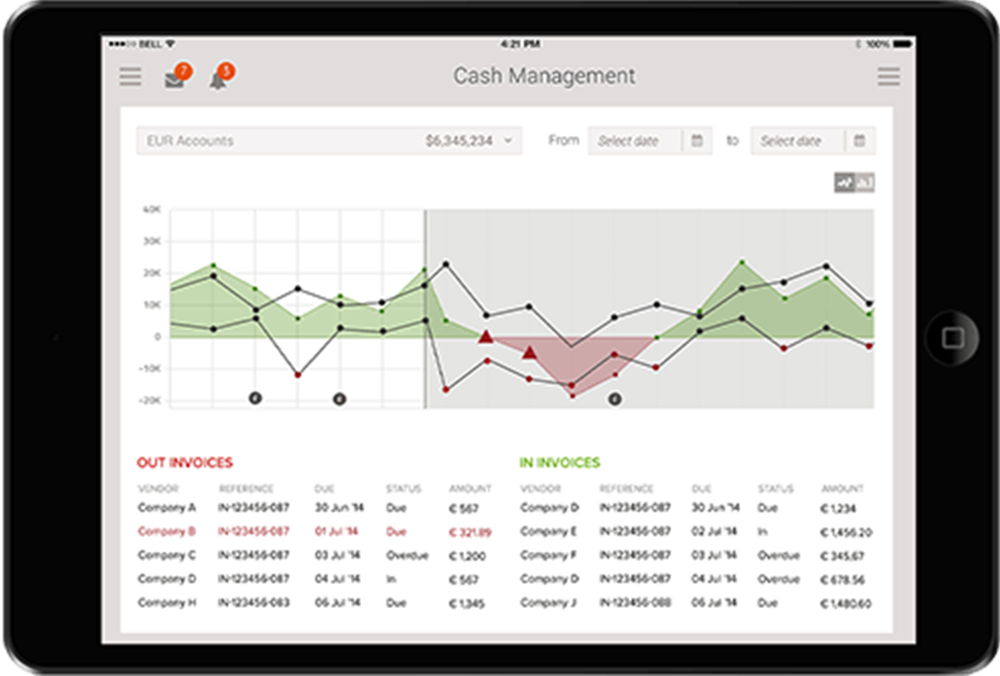 BELL 4:21 PM 100%
7 3 Cash Management
EUR Accounts $6,345,234 From Select date to Select date
40K
30K
20K
10K
0
-10K
-20K
OUT INVOICES IN INVOICES
VENDOR REFERENCE DUE STATUS AMOUNT VENDOR REFERENCE DUE STATUS AMOUNT
Company A IN-123456-087 30 Jun '14 Due € 567 Company D IN-123456-087 30 Jun '14 Due € 1,234
Company B IN-123456-087 01 Jul '14 Due € 321.89 Company E IN-123456-087 02 Jul '14 In € 1,456.20
Company C IN-123456-087 03 Jul '14 Overdue € 1,200 Company F IN-123456-087 03 Jul '14 Overdue € 345.67
Company D IN-123456-087 04 Jul '14 In € 567 Company D IN-123456-087 04 Jul '14 Overdue € 678.56
Company H IN-123456-083 06 Jul '14 Due € 1,345 Company J IN-123456-088 06 Jul '14 Due € 1,480.60